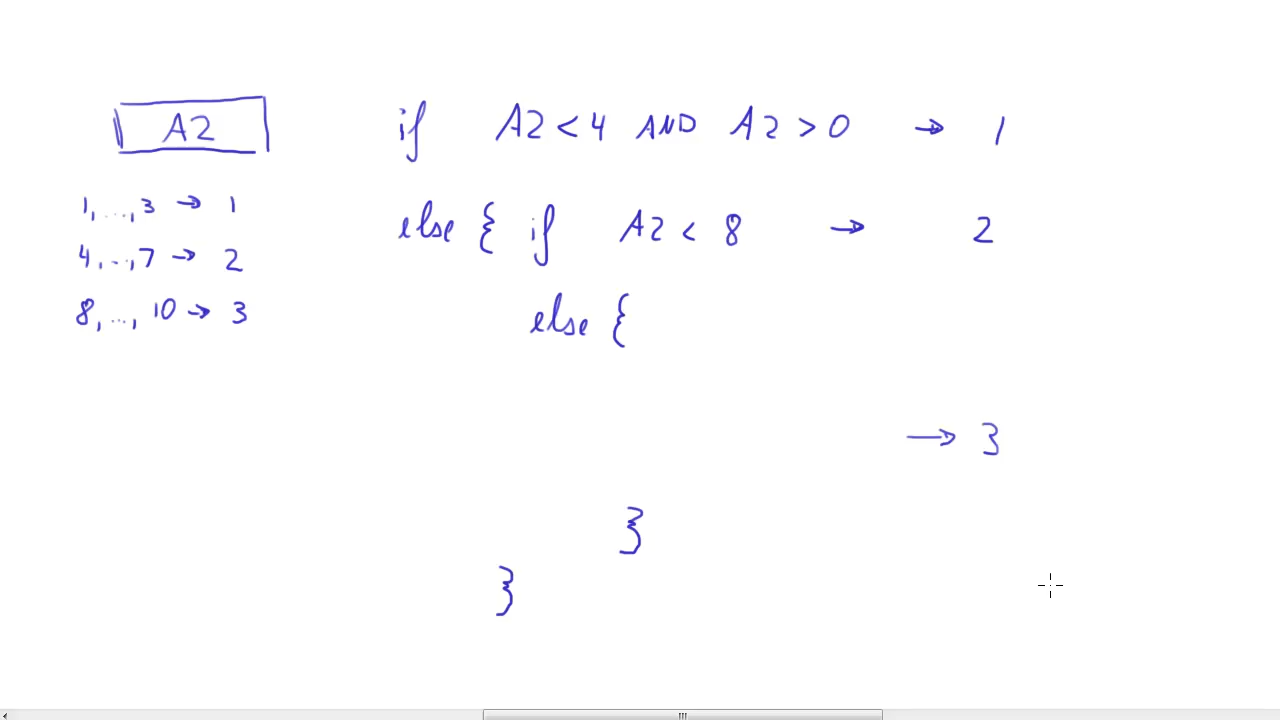 A2
if A2 < 4 AND A2 > 0 → 1
1, ..., 3 → 1
else { if A2 < 8 → 2
4, ..., 7 → 2
8, ..., 10 → 3
else {
→ 3
}
}